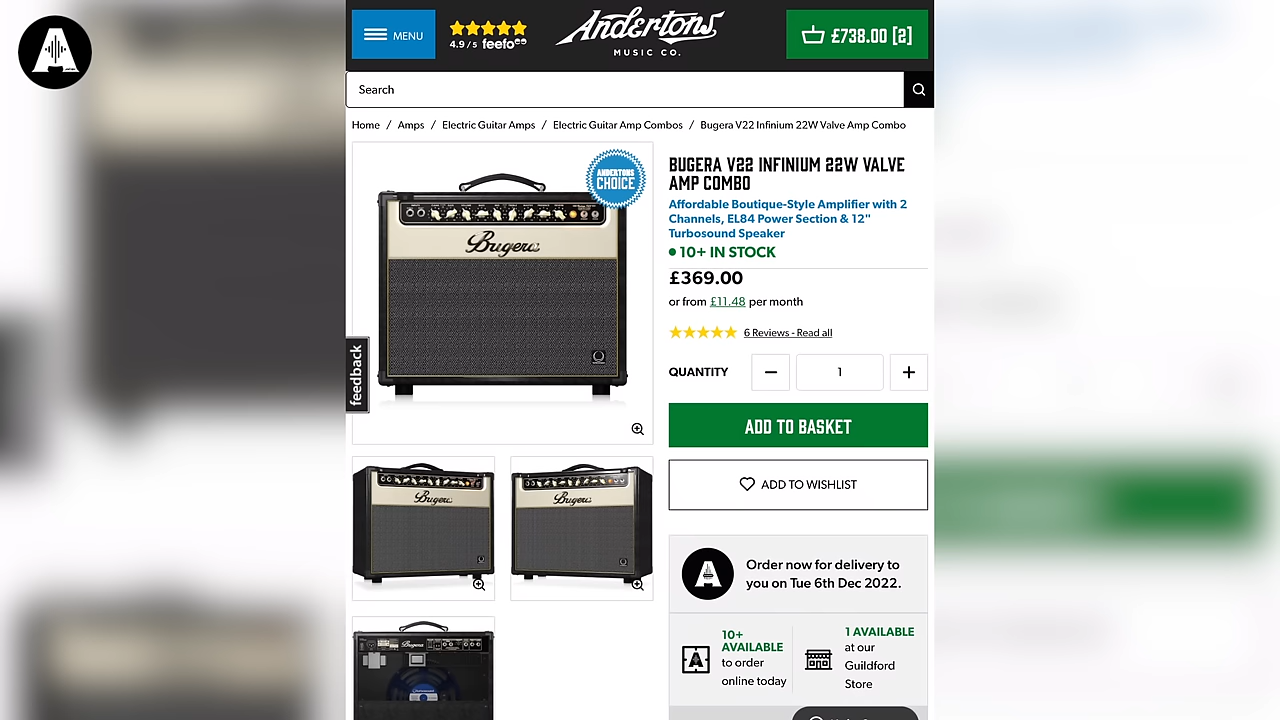 MENU
4.9/5 feefo
Andertons
MUSIC CO.
£738.00 [2]
Search
Home / Amps / Electric Guitar Amps / Electric Guitar Amp Combos / Bugera V22 Infinium 22W Valve Amp Combo
ANDERTONS
CHOICE
Bugera
BUGERA V22 INFINIUM 22W VALVE
AMP COMBO
Affordable Boutique-Style Amplifier with 2
Channels, EL84 Power Section & 12"
Turbosound Speaker
10+ IN STOCK
£369.00
or from £11.48 per month
6 Reviews - Read all
QUANTITY
1
feedback
ADD TO BASKET
ADD TO WISHLIST
Bugera
Bugera
Order now for delivery to
you on Tue 6th Dec 2022.
10+
AVAILABLE
to order
online today
1 AVAILABLE
at our
Guildford
Store
Bugera